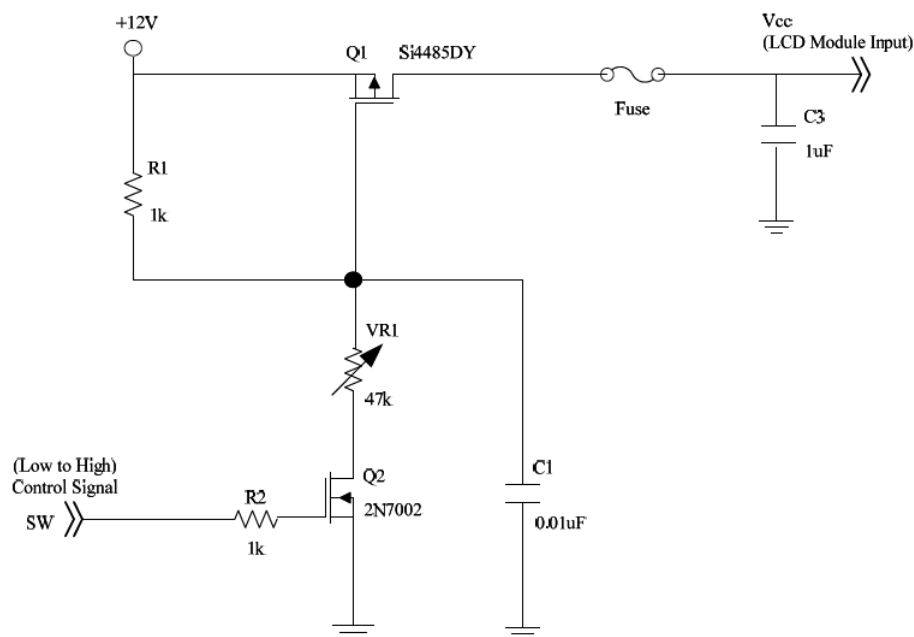 +12V
Q1
Si4485DY
Vcc
(LCD Module Input)
Fuse
C3
1uF
R1
1k
VR1
47k
(Low to High)
Control Signal
SW
R2
1k
Q2
2N7002
C1
0.01uF